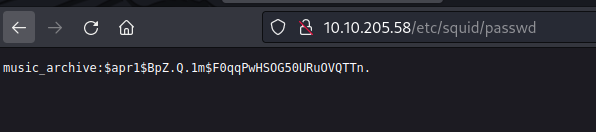 10.10.205.58/etc/squid/passwd
music_archive:$apr1$BpZ.Q.1m$F0qqPwHSOG50URuOVQTTn.